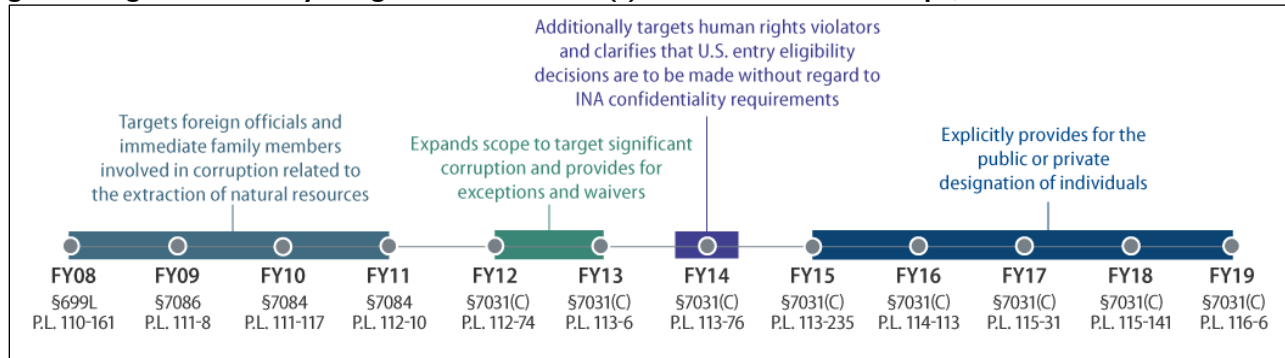 Additionally targets human rights violators
and clarifies that U.S. entry eligibility
decisions are to be made without regard to
INA confidentiality requirements
Targets foreign officials and
immediate family members
involved in corruption related to
the extraction of natural resources
Expands scope to target significant
corruption and provides for
exceptions and waivers
Explicitly provides for the
public or private
designation of individuals
FY08 FY09 FY10 FY11 FY12 FY13 FY14 FY15 FY16 FY17 FY18 FY19
§699L §7086 §7084 §7084 §7031(C) §7031(C) §7031(C) §7031(C) §7031(C) §7031(C) §7031(C) §7031(C)
P.L. 110-161 P.L. 111-8 P.L. 111-117 P.L. 112-10 P.L. 112-74 P.L. 113-6 P.L. 113-76 P.L. 113-235 P.L. 114-113 P.L. 115-31 P.L. 115-141 P.L. 116-6